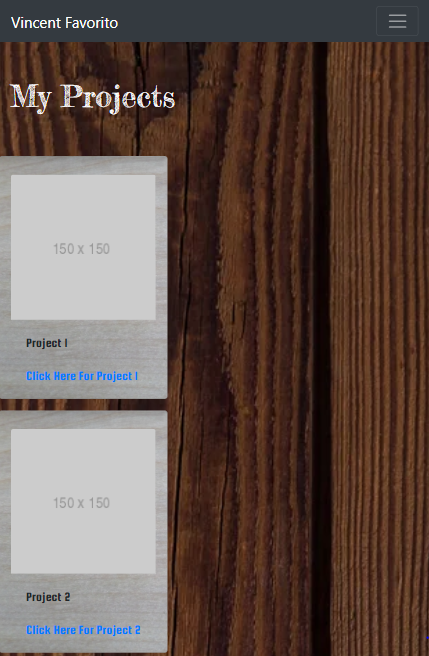 Vincent Favorito
My Projects
150 x 150
Project 1
Click Here For Project 1
150 x 150
Project 2
Click Here For Project 2